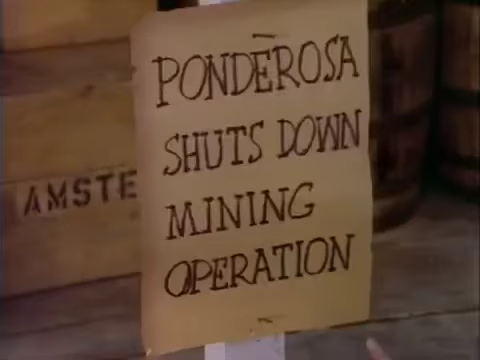 PONDEROSA
SHUTS DOWN
MINING
OPERATION
AMSTE